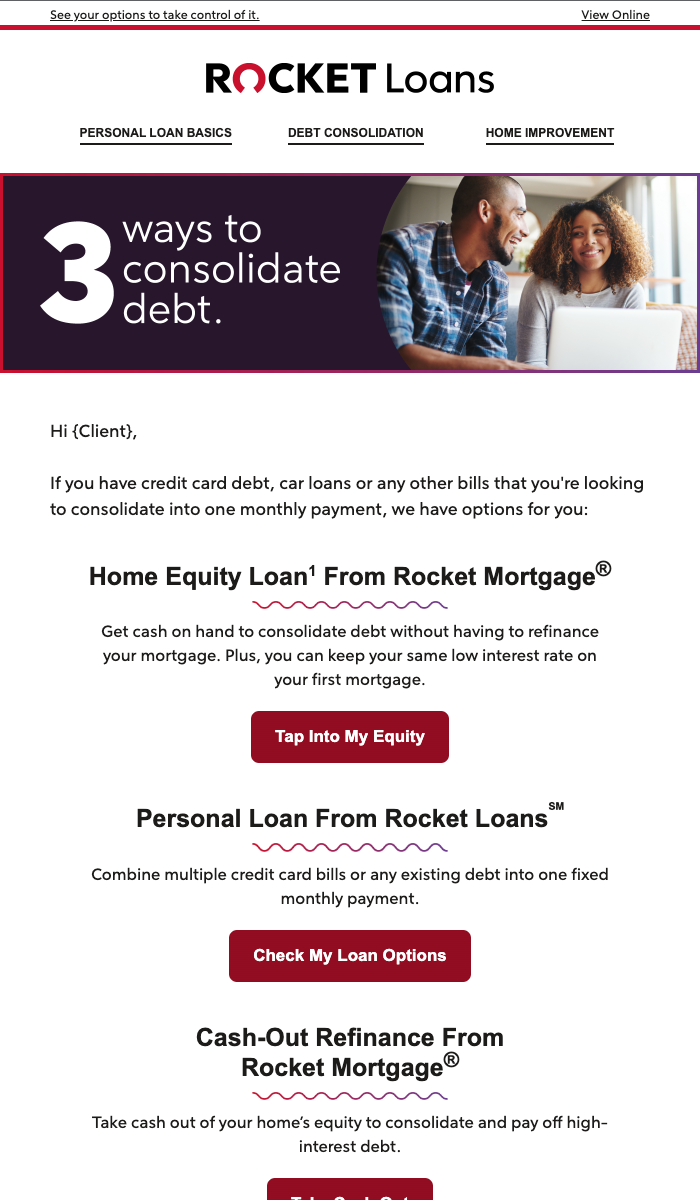 See your options to take control of it. View Online
ROCKET Loans
PERSONAL LOAN BASICS DEBT CONSOLIDATION HOME IMPROVEMENT
3 ways to
consolidate
debt.
Hi {Client},
If you have credit card debt, car loans or any other bills that you're looking
to consolidate into one monthly payment, we have options for you:
Home Equity Loan¹ From Rocket Mortgage®
Get cash on hand to consolidate debt without having to refinance
your mortgage. Plus, you can keep your same low interest rate on
your first mortgage.
Tap Into My Equity
Personal Loan From Rocket Loans℠
Combine multiple credit card bills or any existing debt into one fixed
monthly payment.
Check My Loan Options
Cash-Out Refinance From
Rocket Mortgage®
Take cash out of your home’s equity to consolidate and pay off high-
interest debt.